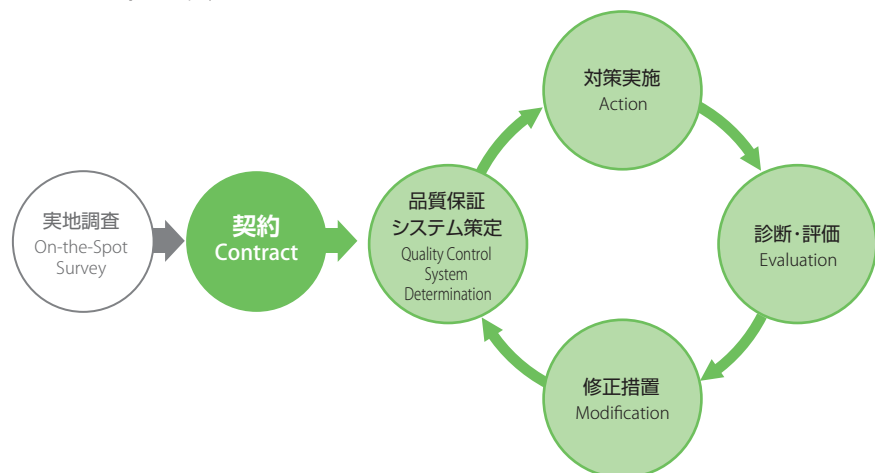 実地調査
On-the-Spot
Survey
契約
Contract
品質保証
システム策定
Quality Control
System
Determination
対策実施
Action
診断・評価
Evaluation
修正措置
Modification